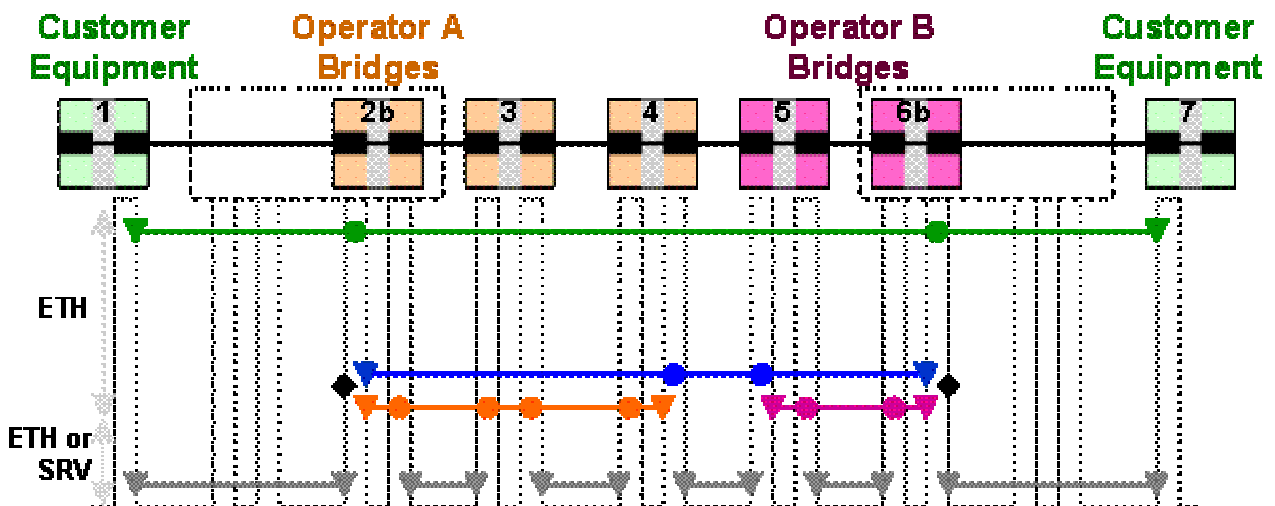 Customer Equipment
Operator A Bridges
Operator B Bridges
Customer Equipment
1
2b
3
4
5
6b
7
ETH
ETH or
SRV